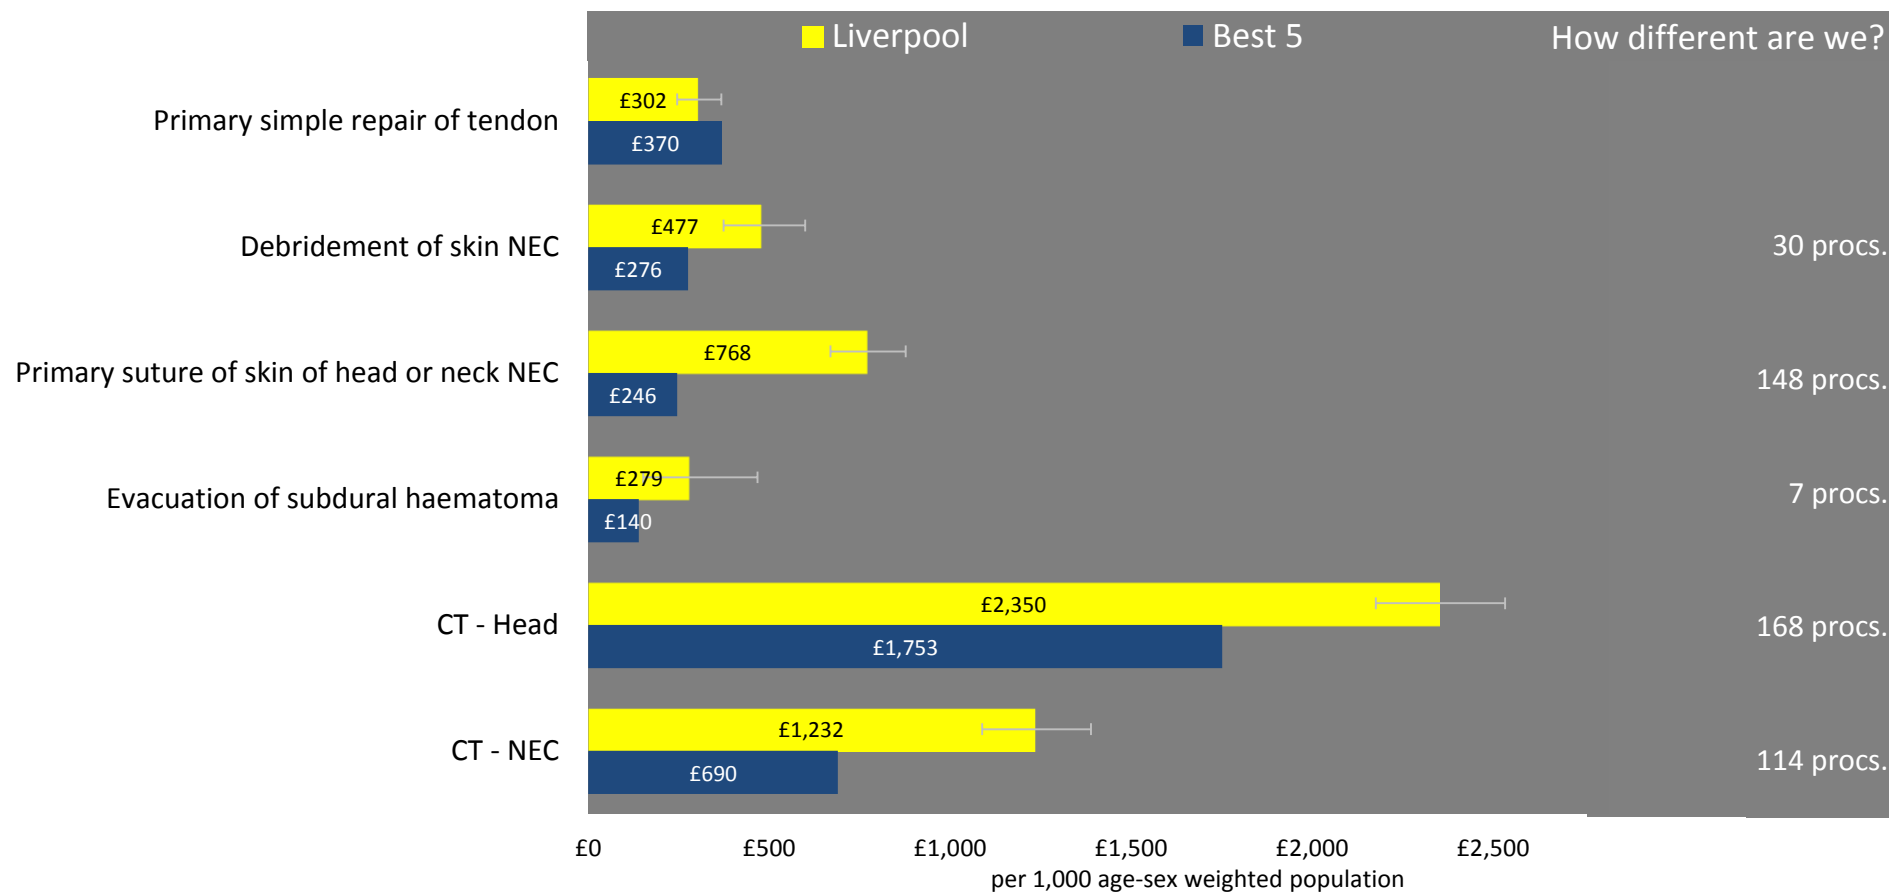 Liverpool Best 5 How different are we?
Primary simple repair of tendon £302
£370
Debridement of skin NEC £477
£276 30 procs.
Primary suture of skin of head or neck NEC £768
£246 148 procs.
Evacuation of subdural haematoma £279
£140 7 procs.
CT - Head £2,350
£1,753 168 procs.
CT - NEC £1,232
£690 114 procs.
£0 £500 £1,000 £1,500 £2,000 £2,500
per 1,000 age-sex weighted population